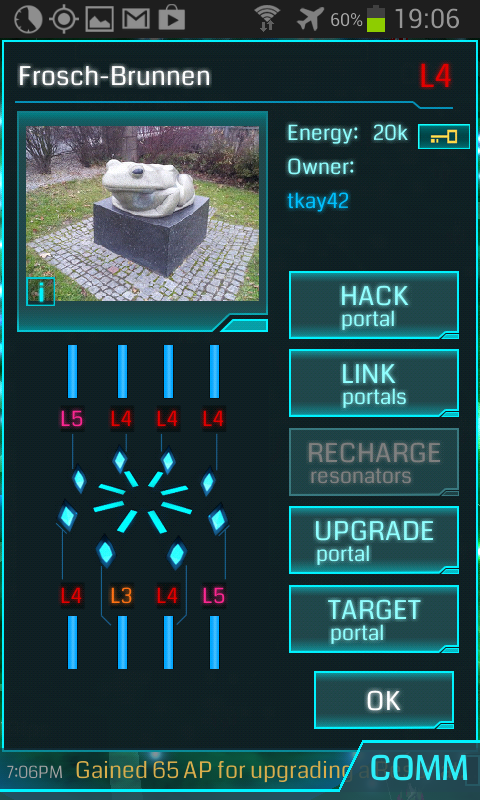 60% 19:06
Frosch-Brunnen L4
Energy: 20k
Owner:
tkay42
i
HACK
portal
LINK
portals
L5 L4 L4 L4
RECHARGE
resonators
UPGRADE
portal
L4 L3 L4 L5
TARGET
portal
OK
7:06PM Gained 65 AP for upgrading
COMM